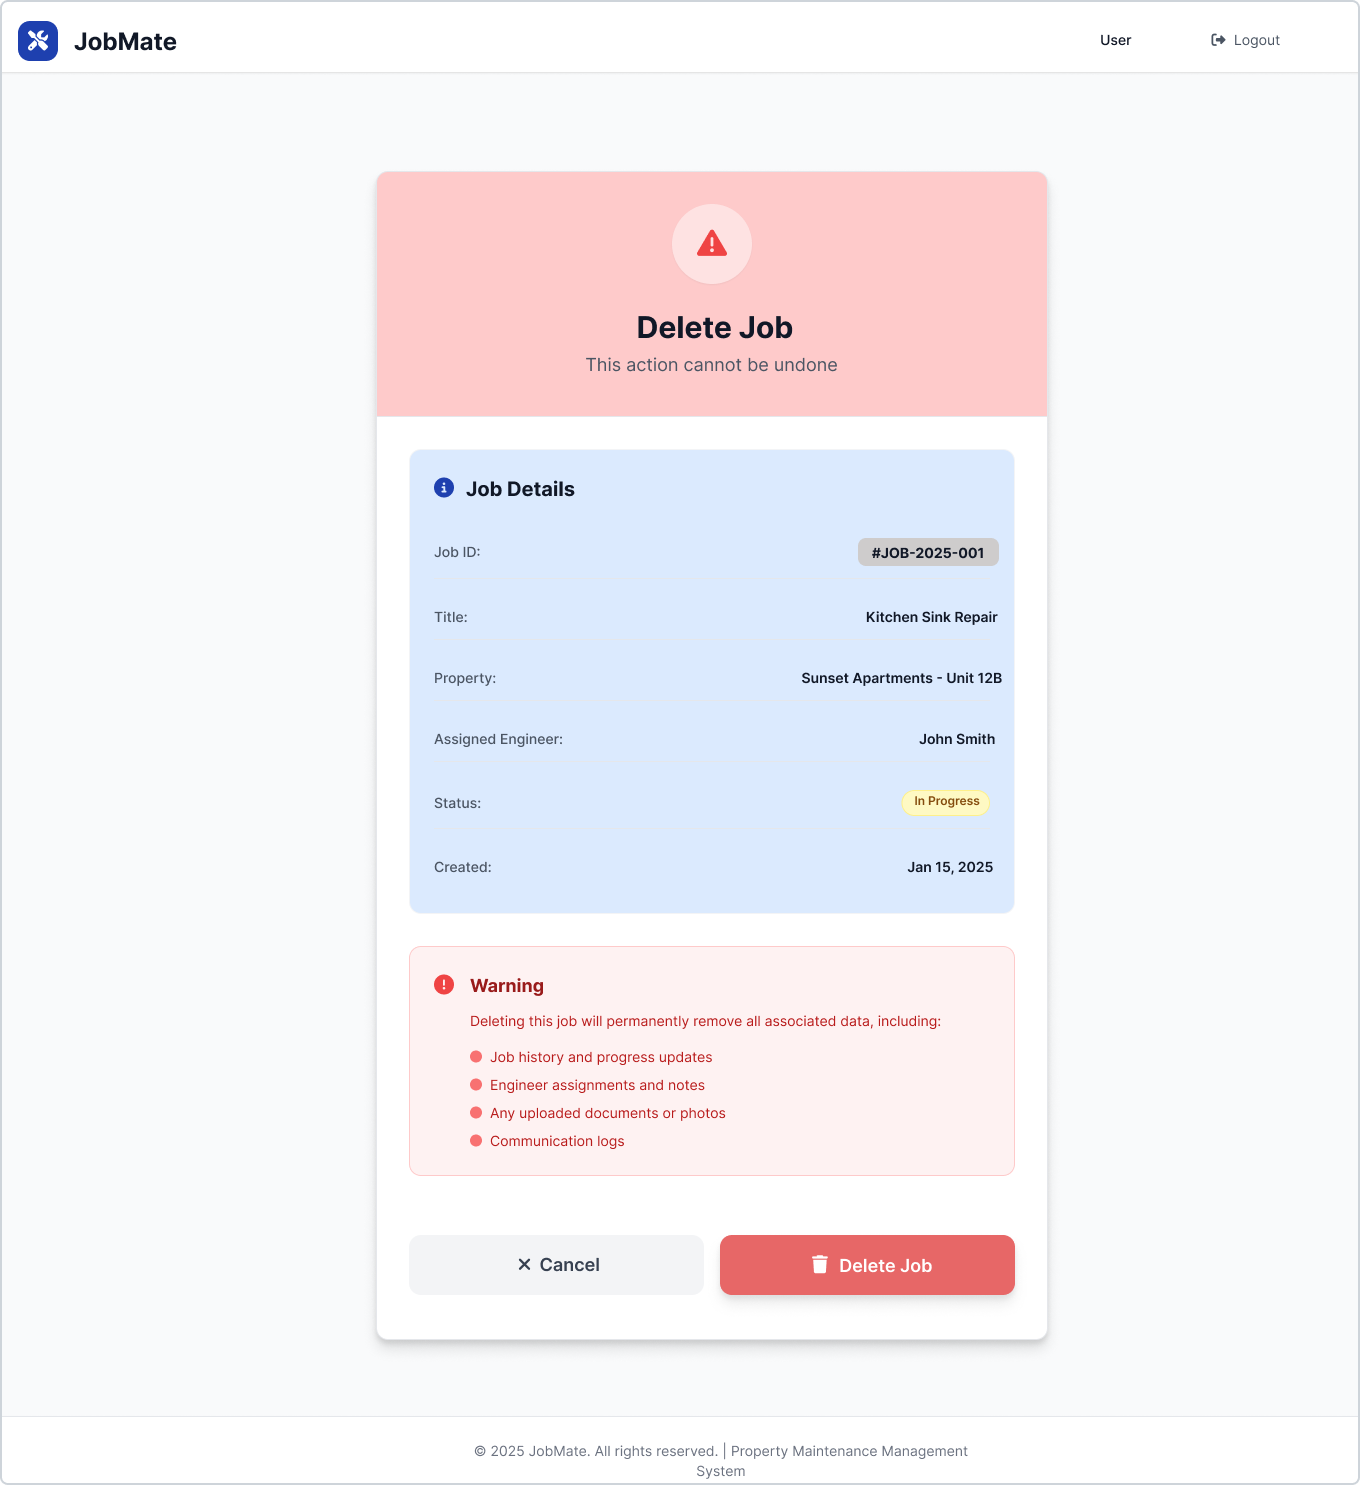 JobMate
User
Logout
Delete Job
This action cannot be undone
Job Details
Job ID:
#JOB-2025-001
Title:
Kitchen Sink Repair
Property:
Sunset Apartments - Unit 12B
Assigned Engineer:
John Smith
Status:
In Progress
Created:
Jan 15, 2025
Warning
Deleting this job will permanently remove all associated data, including:
Job history and progress updates
Engineer assignments and notes
Any uploaded documents or photos
Communication logs
Cancel
Delete Job
© 2025 JobMate. All rights reserved. | Property Maintenance Management
System